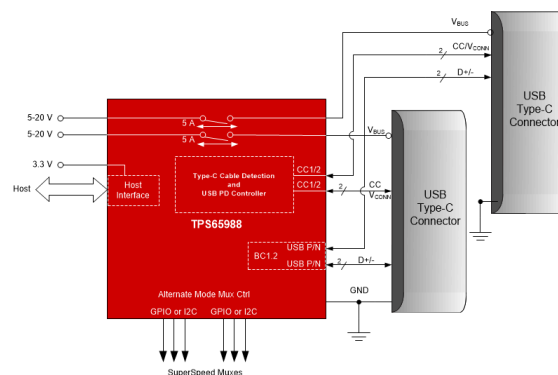 VBUS
2
CC/VCONN
2
D+/-
USB
Type-C
Connector
5-20 V
5 A
5-20 V
5 A
VBUS
3.3 V
Host
Host
Interface
Type-C Cable Detection
and
USB PD Controller
CC1/2
CC1/2
2
CC
VCONN
USB
Type-C
Connector
TPS65988
BC1.2
USB P/N
USB P/N
2
D+/-
GND
Alternate Mode Mux Ctrl
GPIO or I2C
GPIO or I2C
SuperSpeed Muxes